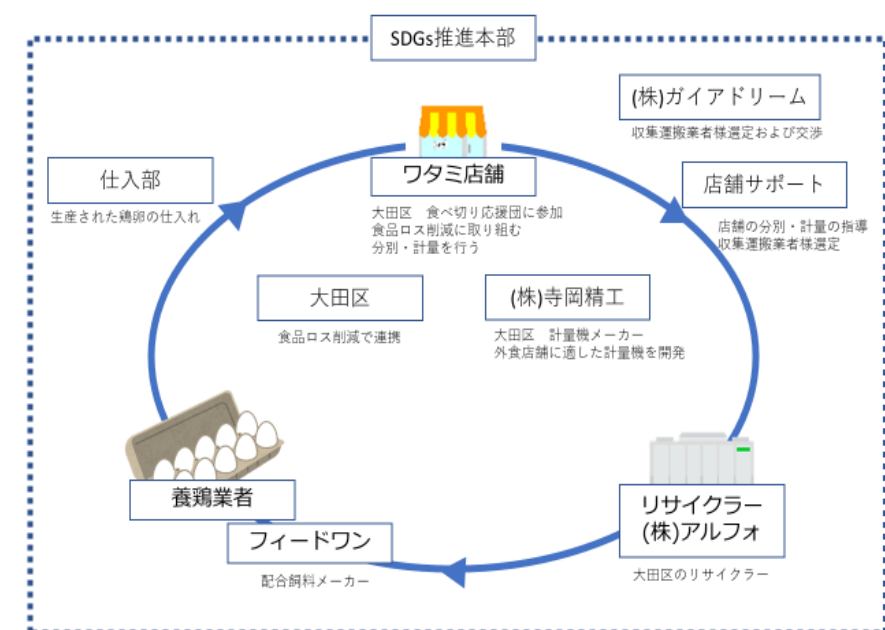 SDGs推進本部
(株)ガイアドリーム
収集運搬業者様選定および交渉
ワタミ店舗
大田区　食べ切り応援団に参加
食品ロス削減に取り組む
分別・計量を行う
仕入部
生産された鶏卵の仕入れ
店舗サポート
店舗の分別・計量の指導
収集運搬業者様選定
大田区
食品ロス削減で連携
(株)寺岡精工
大田区　計量機メーカー
外食店舗に適した計量機を開発
養鶏業者
フィードワン
配合飼料メーカー
リサイクラー
(株)アルフォ
大田区のリサイクラー